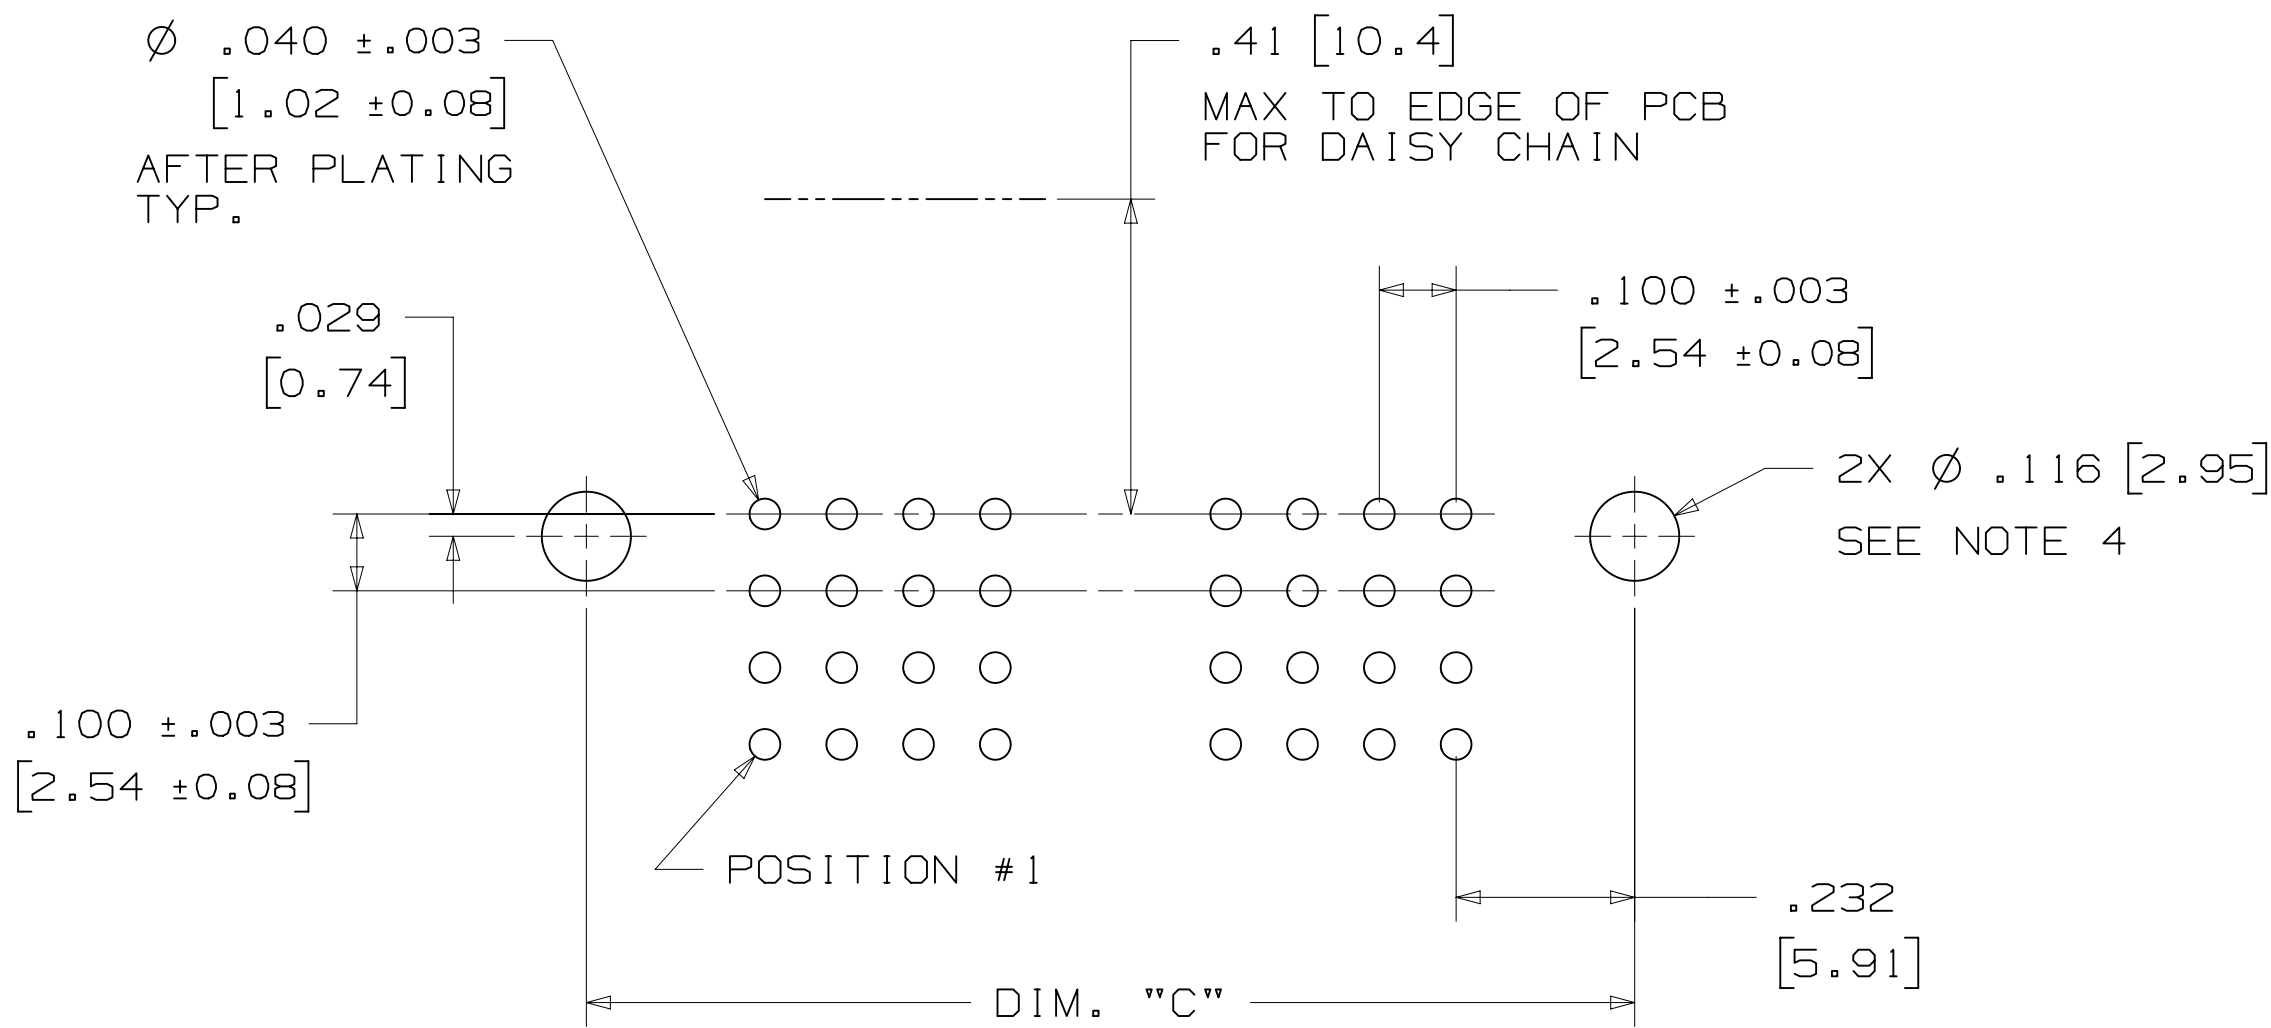 Ø .040 ±.003
[1.02 ±0.08]
AFTER PLATING
TYP.
.41 [10.4]
MAX TO EDGE OF PCB
FOR DAISY CHAIN
.029
[0.74]
.100 ±.003
[2.54 ±0.08]
2X Ø .116 [2.95]
SEE NOTE 4
.100 ±.003
[2.54 ±0.08]
POSITION #1
.232
[5.91]
DIM. "C"